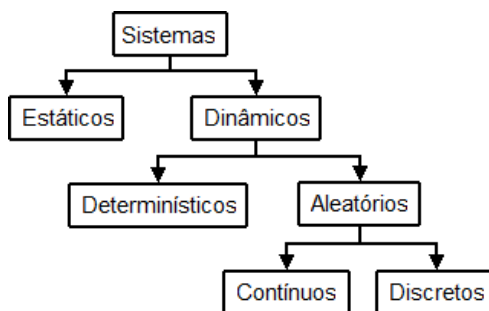 Sistemas
Estáticos
Dinâmicos
Determinísticos
Aleatórios
Contínuos
Discretos